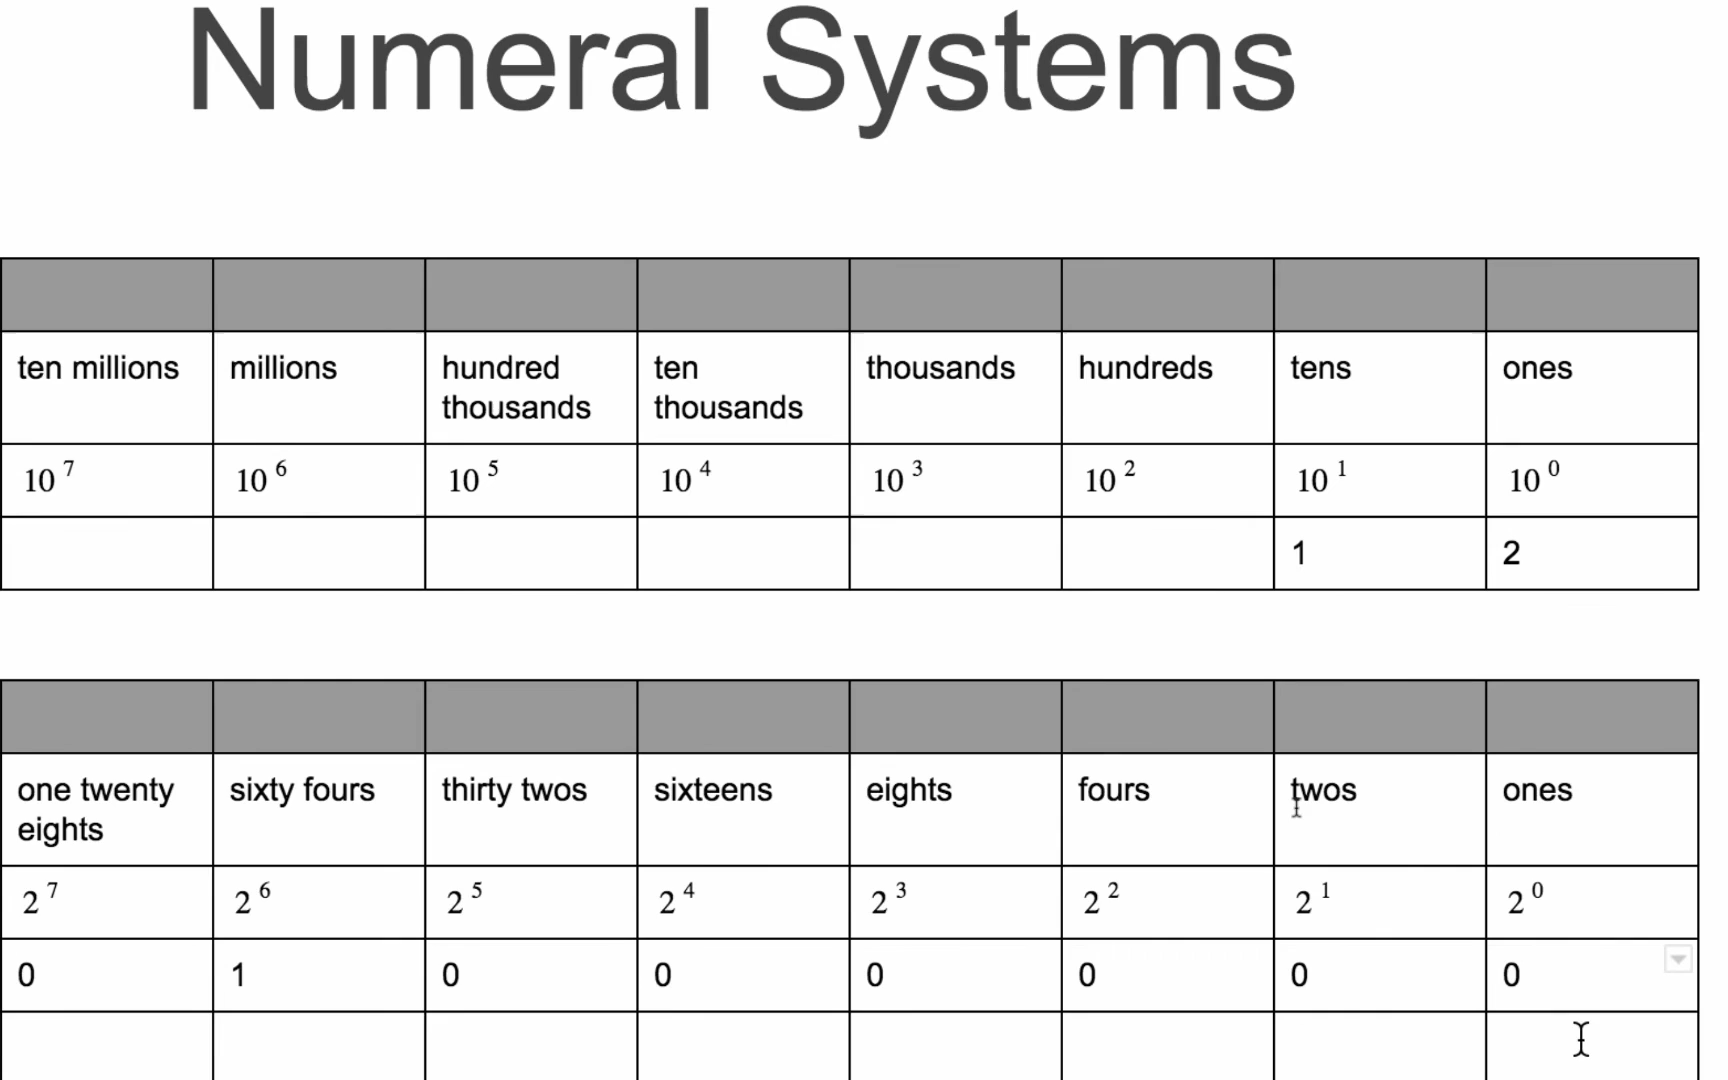 Numeral Systems
ten millions millions hundred thousands ten thousands thousands hundreds tens ones
10^7 10^6 10^5 10^4 10^3 10^2 10^1 10^0
1 2
one twenty eights sixty fours thirty twos sixteens eights fours twos ones
2^7 2^6 2^5 2^4 2^3 2^2 2^1 2^0
0 1 0 0 0 0 0 0